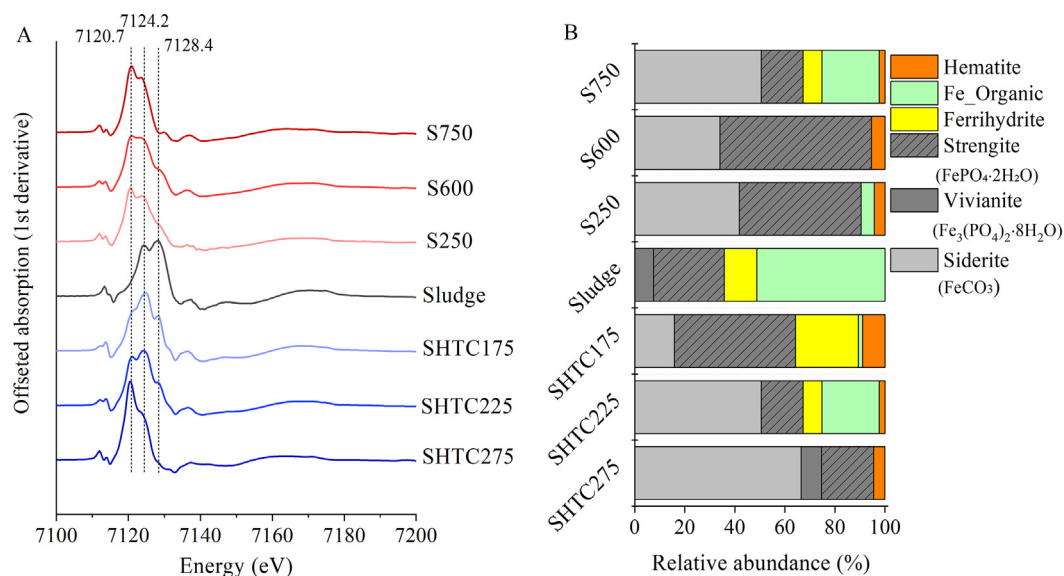 A
7120.7
7124.2
7128.4
Offseted absorption (1st derivative)
S750
S600
S250
Sludge
SHTC175
SHTC225
SHTC275
7100
7120
7140
7160
7180
7200
Energy (eV)
B
S750
S600
S250
Sludge
SHTC175
SHTC225
SHTC275
0
20
40
60
80
100
Relative abundance (%)
Hematite
Fe_Organic
Ferrihydrite
Strengite
(FePO₄·2H₂O)
Vivianite
(Fe₃(PO₄)₂·8H₂O)
Siderite
(FeCO₃)